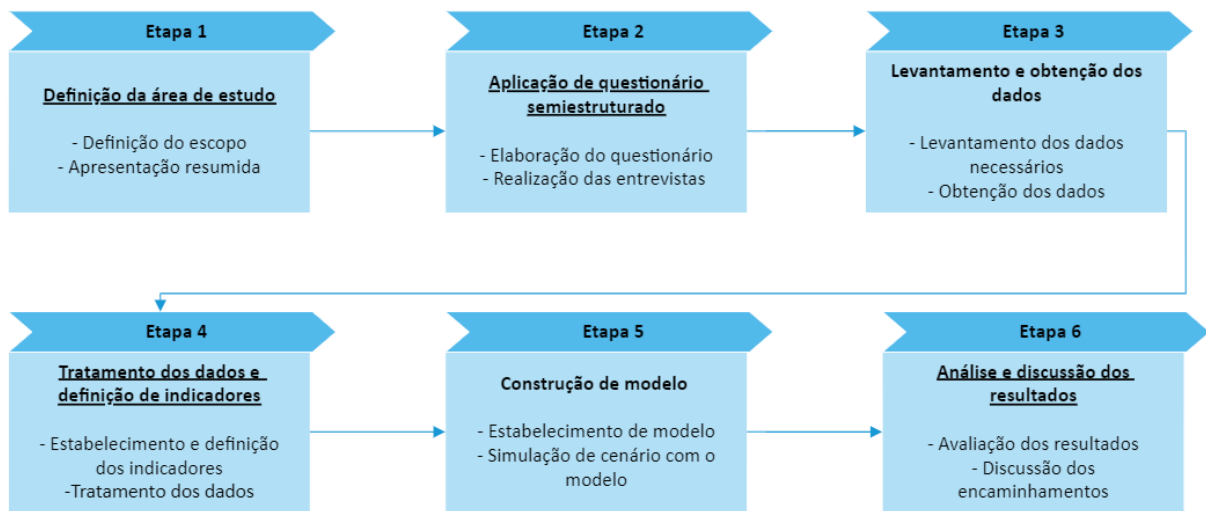 Etapa 1
Definição da área de estudo
- Definição do escopo
- Apresentação resumida
Etapa 2
Aplicação de questionário
semiestruturado
- Elaboração do questionário
- Realização das entrevistas
Etapa 3
Levantamento e obtenção dos
dados
- Levantamento dos dados
necessários
- Obtenção dos dados
Etapa 4
Tratamento dos dados e
definição de indicadores
- Estabelecimento e definição
dos indicadores
-Tratamento dos dados
Etapa 5
Construção de modelo
- Estabelecimento de modelo
- Simulação de cenário com o
modelo
Etapa 6
Análise e discussão dos
resultados
- Avaliação dos resultados
- Discussão dos
encaminhamentos